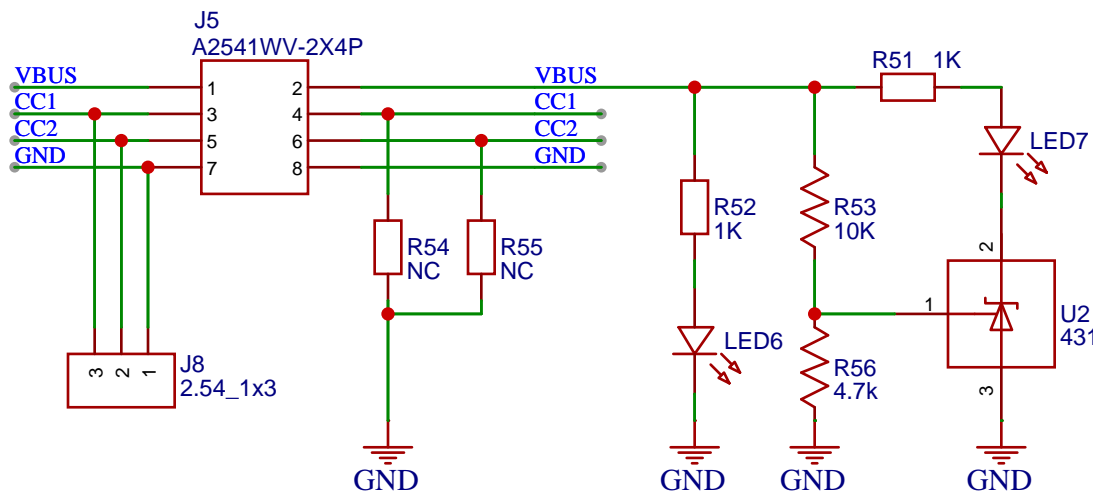 J5
A2541WV-2X4P
VBUS 1 2 VBUS
CC1 3 4 CC1
CC2 5 6 CC2
GND 7 8 GND
R51 1K
LED7
R52
1K
R53
10K
R54
NC
R55
NC
2
1
U2
431
3
LED6
R56
4.7k
3 2 1
J8
2.54_1x3
GND GND GND GND